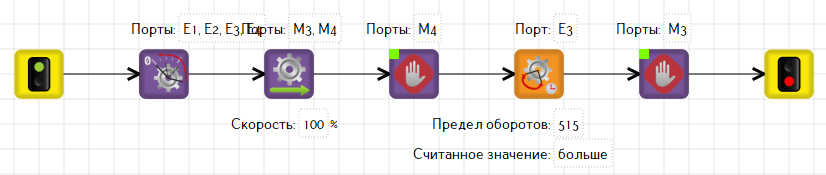 Порты: E1, E2, E3, E4 Порты: M3, M4 Порты: M4 Порт: E3 Порты: M3
0
Скорость: 100 % Предел оборотов: 515
Считанное значение: больше